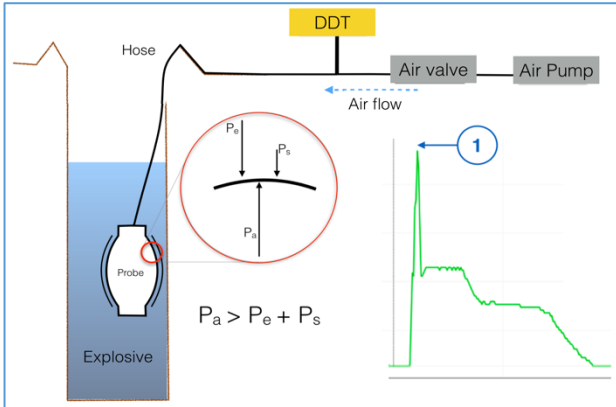 DDT
Hose
Air valve
Air Pump
Air flow
1
Pe
Ps
Pa
Probe
Pa > Pe + Ps
Explosive